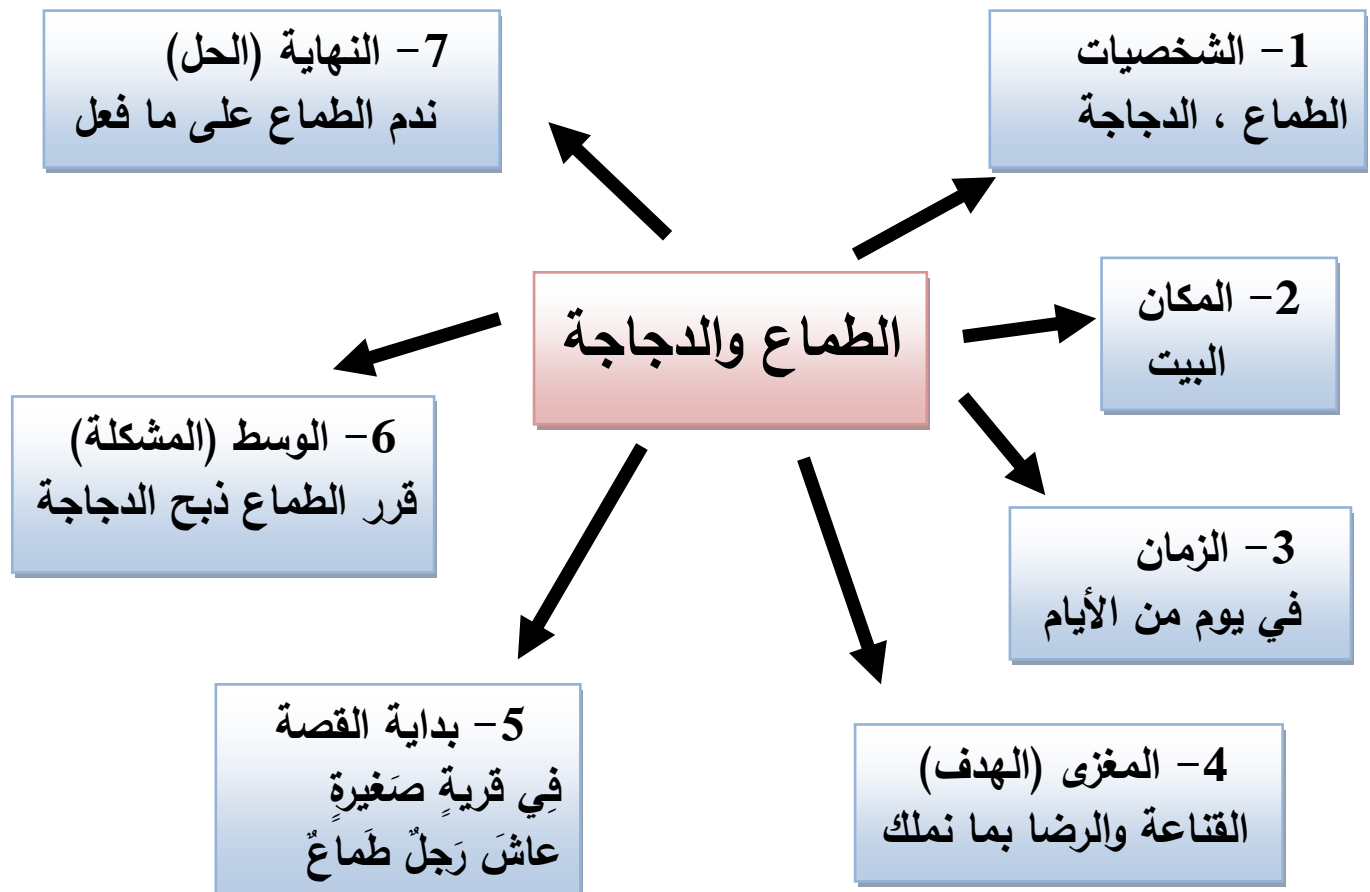 الطماع والدجاجة
1- الشخصيات
الطماع ، الدجاجة
2- المكان
البيت
3- الزمان
في يوم من الأيام
4- المغزى (الهدف)
القناعة والرضا بما نملك
5- بداية القصة
فِي قريةٍ صَغيرةٍ
عاشَ رَجلٌ طَماعٌ
6- الوسط (المشكلة)
قرر الطماع ذبح الدجاجة
7- النهاية (الحل)
ندم الطماع على ما فعل